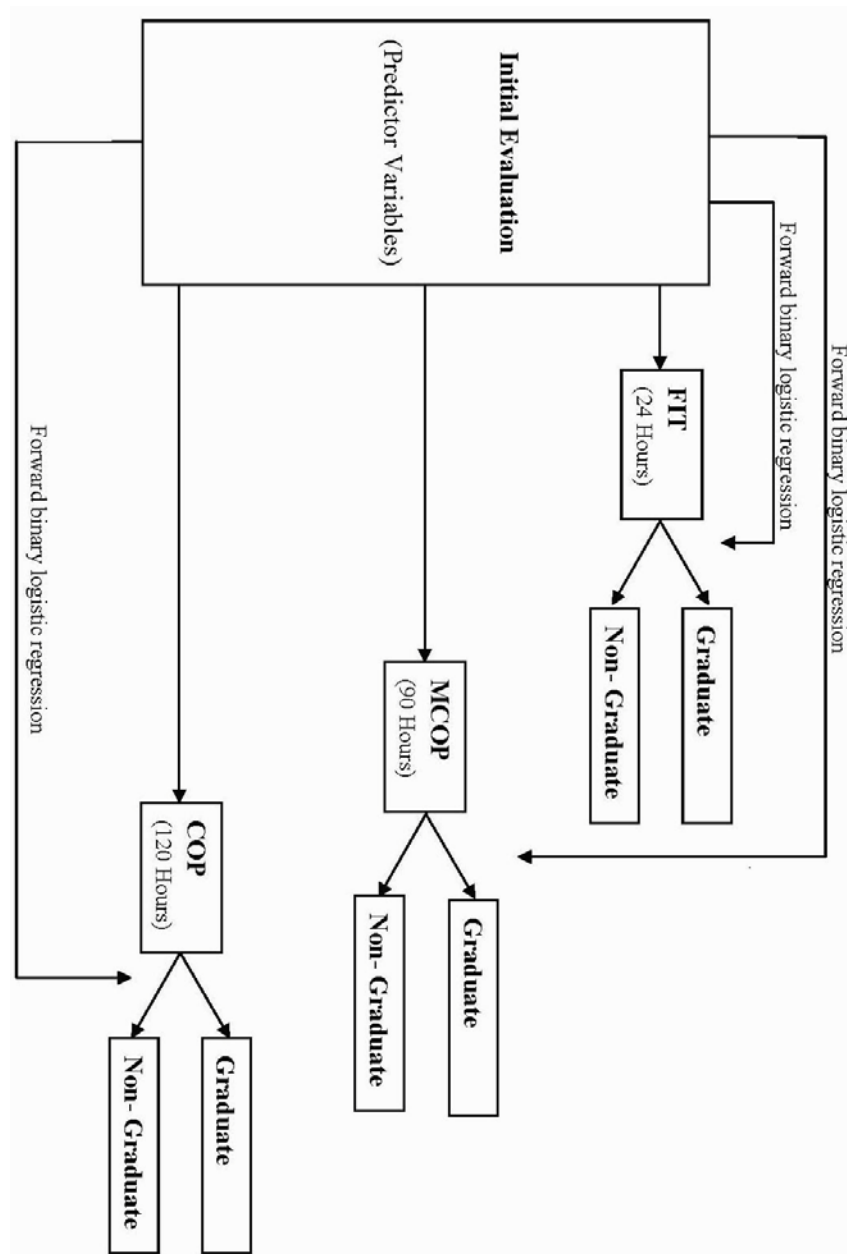 Initial Evaluation
(Predictor Variables)
Forward binary logistic regression
Forward binary logistic regression
FIT
(24 Hours)
Graduate
Non- Graduate
MCOP
(90 Hours)
Graduate
Non- Graduate
COP
(120 Hours)
Graduate
Non- Graduate
Forward binary logistic regression